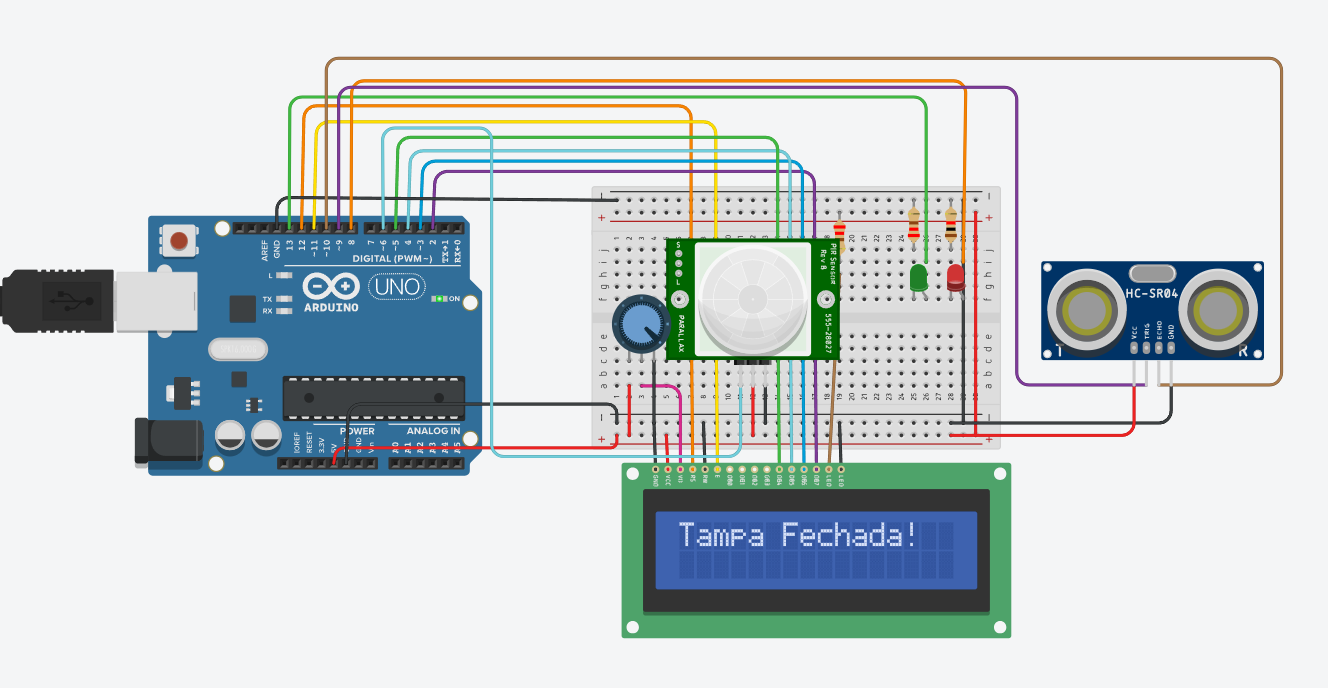 AREF
GND
13
12
~11
~10
~9
8
7
~6
~5
4
~3
2
TX→1
RX←0
DIGITAL (PWM~)
L
TX
RX
ARDUINO
UNO
ON
IOREF
RESET
3.3V
5V
GND
Vin
POWER
ANALOG IN
A0
A1
A2
A3
A4
A5
PIR Sensor
Rev B
PARALLAX
555-28027
HC-SR04
VCC
TRIG
ECHO
GND
T
R
GND
VCC
V0
RS
RW
E
DB0
DB1
DB2
DB3
DB4
DB5
DB6
DB7
LED
LED
Tampa Fechada!